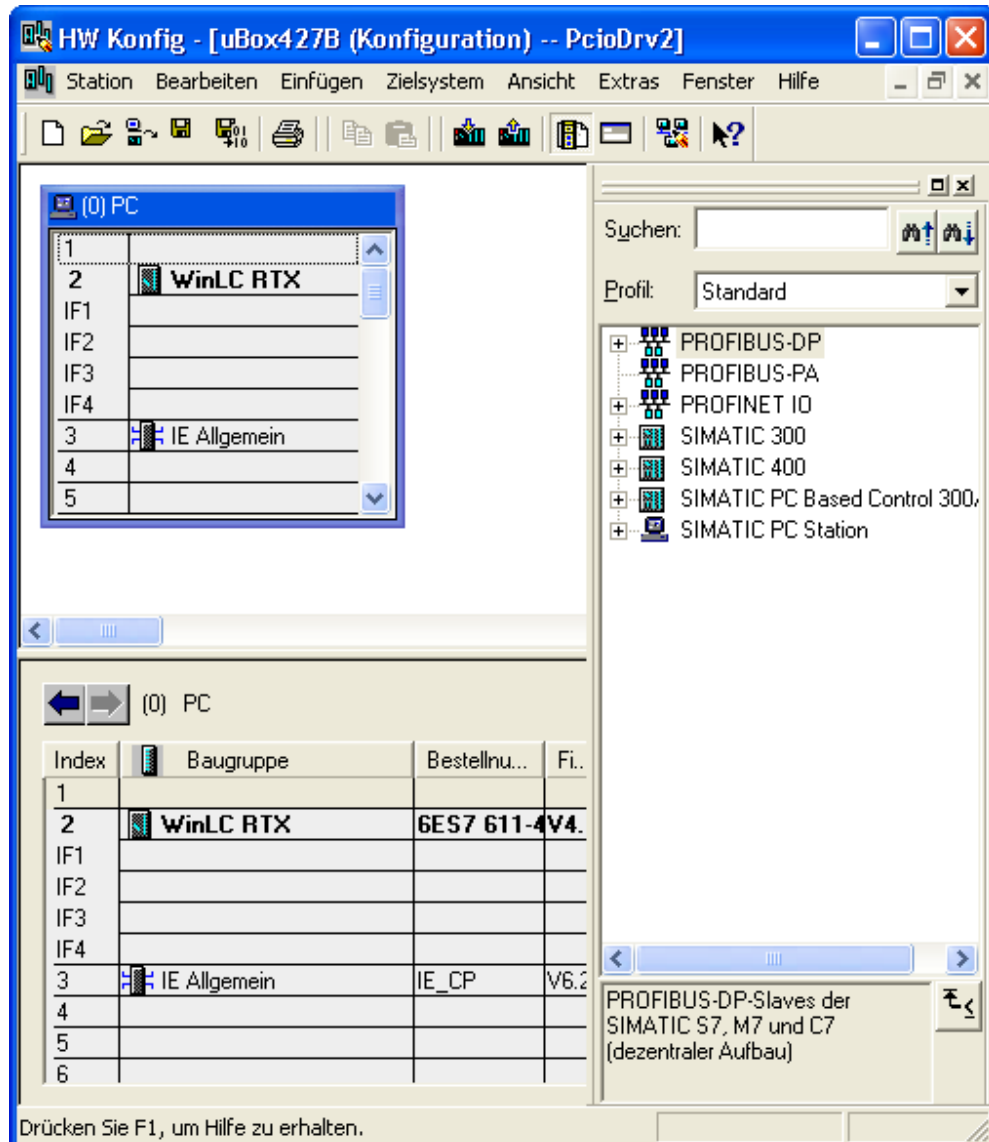 HW Konfig - [uBox427B (Konfiguration) -- PcioDrv2]
Station Bearbeiten Einfügen Zielsystem Ansicht Extras Fenster Hilfe
(0) PC
1
2 WinLC RTX
IF1
IF2
IF3
IF4
3 IE Allgemein
4
5
Suchen:
Profil: Standard
PROFIBUS-DP
PROFIBUS-PA
PROFINET IO
SIMATIC 300
SIMATIC 400
SIMATIC PC Based Control 300/
SIMATIC PC Station
(0) PC
Index Baugruppe Bestellnu... Fi...
1
2 WinLC RTX 6ES7 611-4 V4.
IF1
IF2
IF3
IF4
3 IE Allgemein IE_CP V6.2
4
5
6
PROFIBUS-DP-Slaves der
SIMATIC S7, M7 und C7
(dezentraler Aufbau)
Drücken Sie F1, um Hilfe zu erhalten.